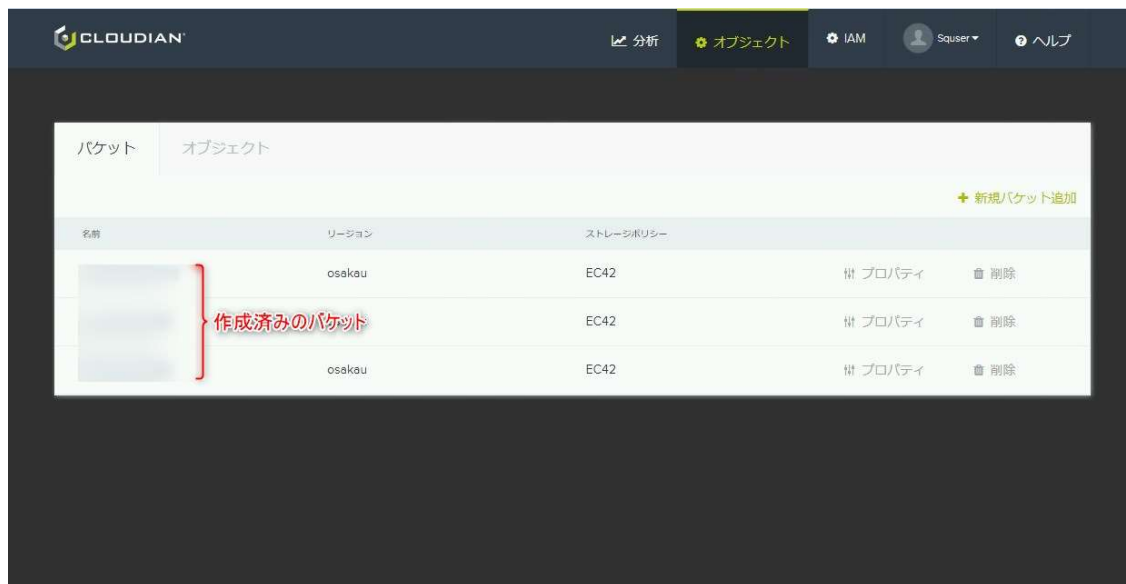 CLOUDIAN
分析
オブジェクト
IAM
Squser
ヘルプ
バケット
オブジェクト
新規バケット追加
名前 リージョン ストレージポリシー
osakau EC42 プロパティ 削除
作成済みのバケット EC42 プロパティ 削除
osakau EC42 プロパティ 削除